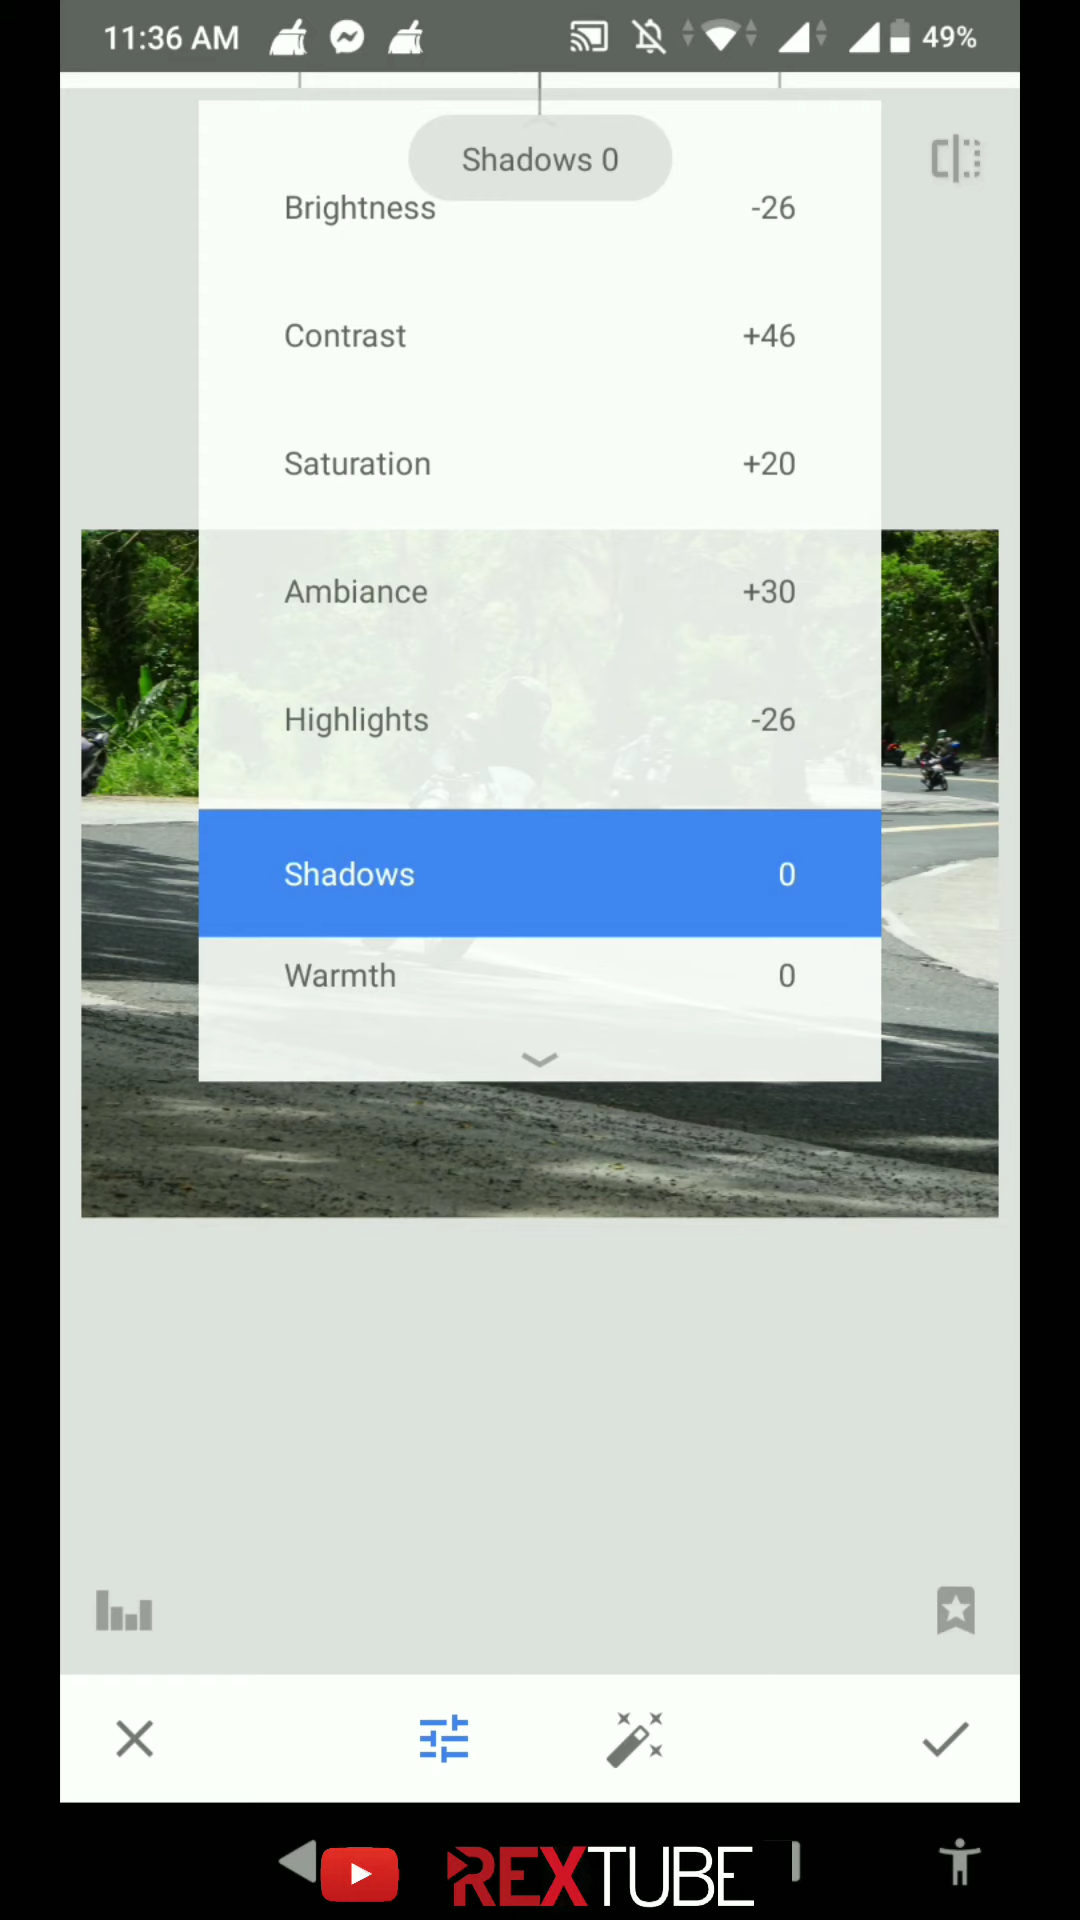 11:36 AM 49%
Shadows 0
Brightness -26
Contrast +46
Saturation +20
Ambiance +30
Highlights -26
Shadows 0
Warmth 0
REXTUBE